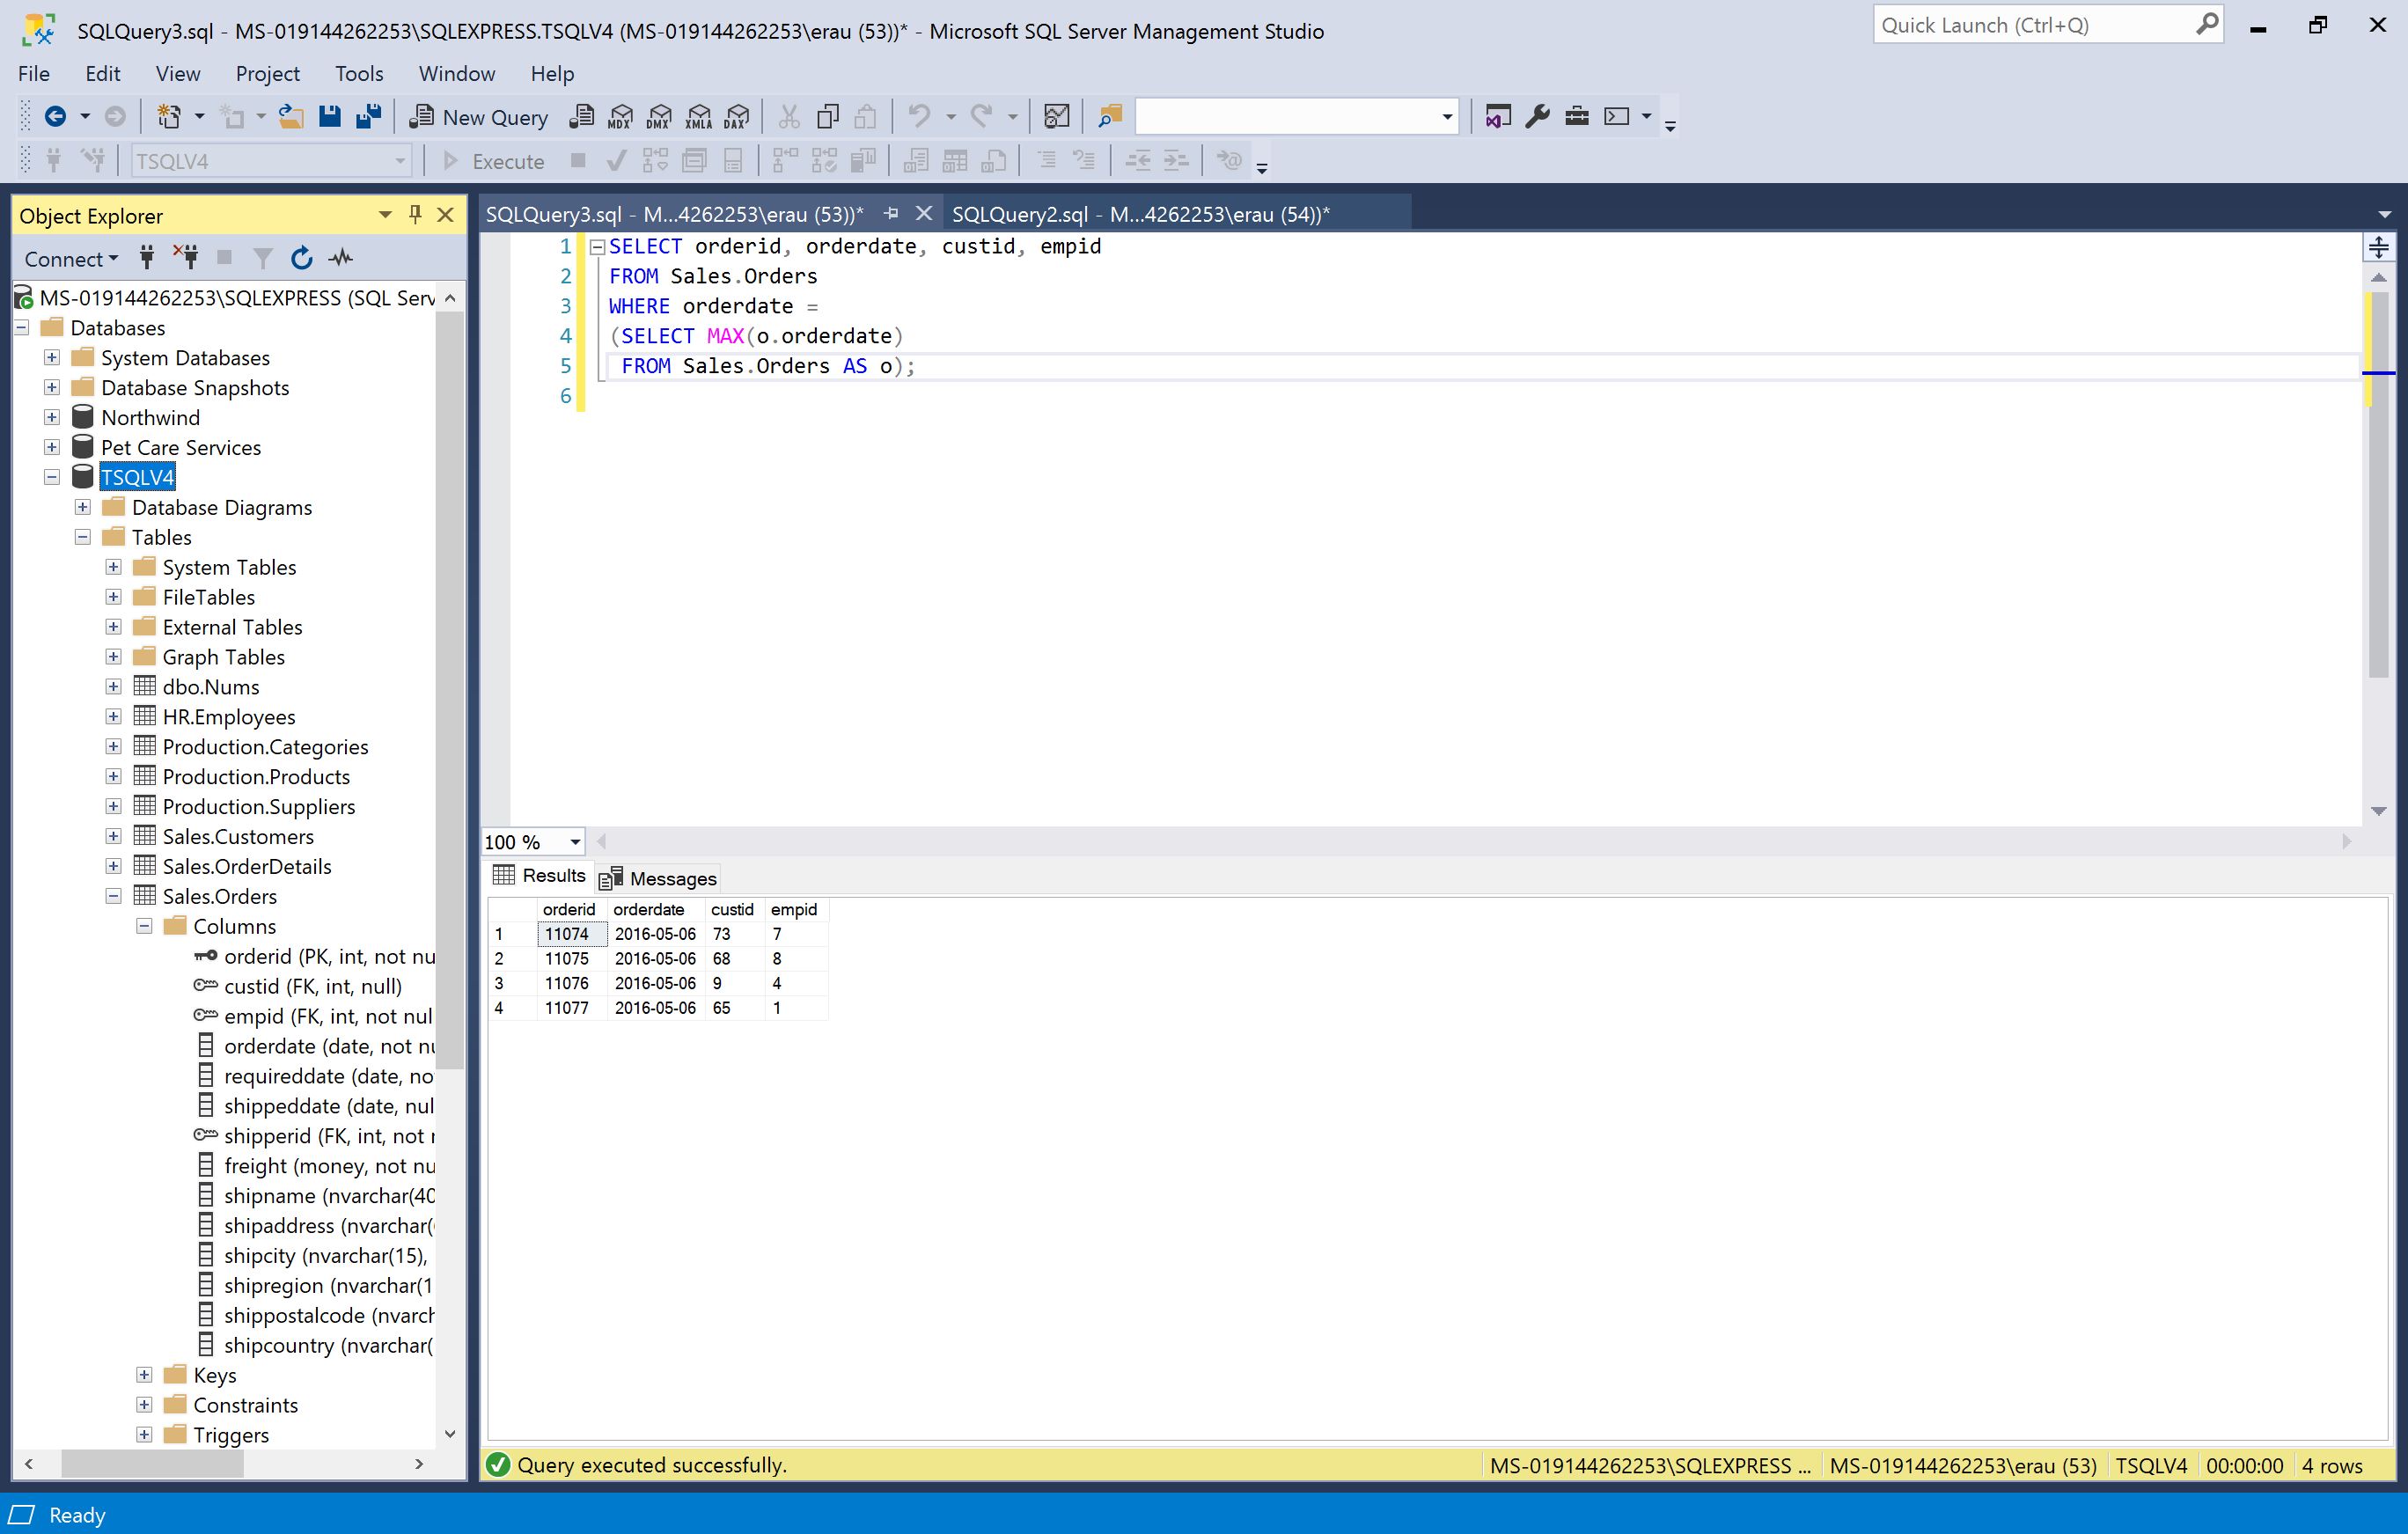 SQLQuery3.sql - MS-019144262253\SQLEXPRESS.TSQLV4 (MS-019144262253\erau (53))* - Microsoft SQL Server Management Studio
Quick Launch (Ctrl+Q)
File Edit View Project Tools Window Help
New Query MDX DMX XMLA DAX
TSQLV4 Execute
Object Explorer
Connect
MS-019144262253\SQLEXPRESS (SQL Serv
Databases
System Databases
Database Snapshots
Northwind
Pet Care Services
TSQLV4
Database Diagrams
Tables
System Tables
FileTables
External Tables
Graph Tables
dbo.Nums
HR.Employees
Production.Categories
Production.Products
Production.Suppliers
Sales.Customers
Sales.OrderDetails
Sales.Orders
Columns
orderid (PK, int, not nu
custid (FK, int, null)
empid (FK, int, not nul
orderdate (date, not nu
requireddate (date, no
shippeddate (date, nul
shipperid (FK, int, not n
freight (money, not nu
shipname (nvarchar(40
shipaddress (nvarchar(
shipcity (nvarchar(15),
shipregion (nvarchar(1
shippostalcode (nvarch
shipcountry (nvarchar(
Keys
Constraints
Triggers
SQLQuery3.sql - M...4262253\erau (53))* SQLQuery2.sql - M...4262253\erau (54))*
1 SELECT orderid, orderdate, custid, empid
2 FROM Sales.Orders
3 WHERE orderdate =
4 (SELECT MAX(o.orderdate)
5 FROM Sales.Orders AS o);
6
100 %
Results Messages
orderid orderdate custid empid
1 11074 2016-05-06 73 7
2 11075 2016-05-06 68 8
3 11076 2016-05-06 9 4
4 11077 2016-05-06 65 1
Query executed successfully. MS-019144262253\SQLEXPRESS ... MS-019144262253\erau (53) TSQLV4 00:00:00 4 rows
Ready